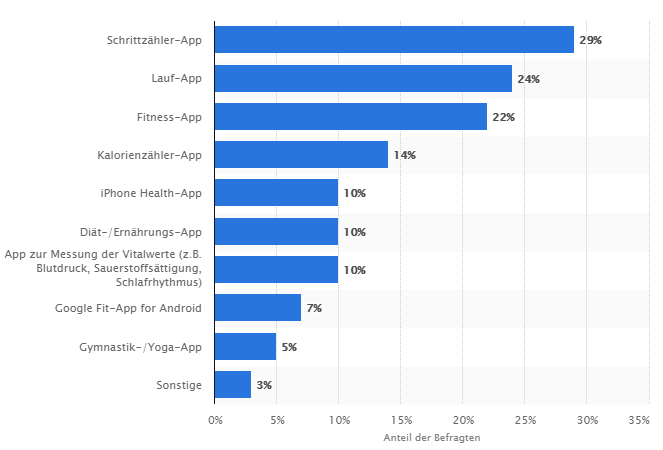 Schrittzähler-App
29%
Lauf-App
24%
Fitness-App
22%
Kalorienzähler-App
14%
iPhone Health-App
10%
Diät-/Ernährungs-App
10%
App zur Messung der Vitalwerte (z.B.
Blutdruck, Sauerstoffsättigung,
Schlafrhythmus)
10%
Google Fit-App for Android
7%
Gymnastik-/Yoga-App
5%
Sonstige
3%
0% 5% 10% 15% 20% 25% 30% 35%
Anteil der Befragten